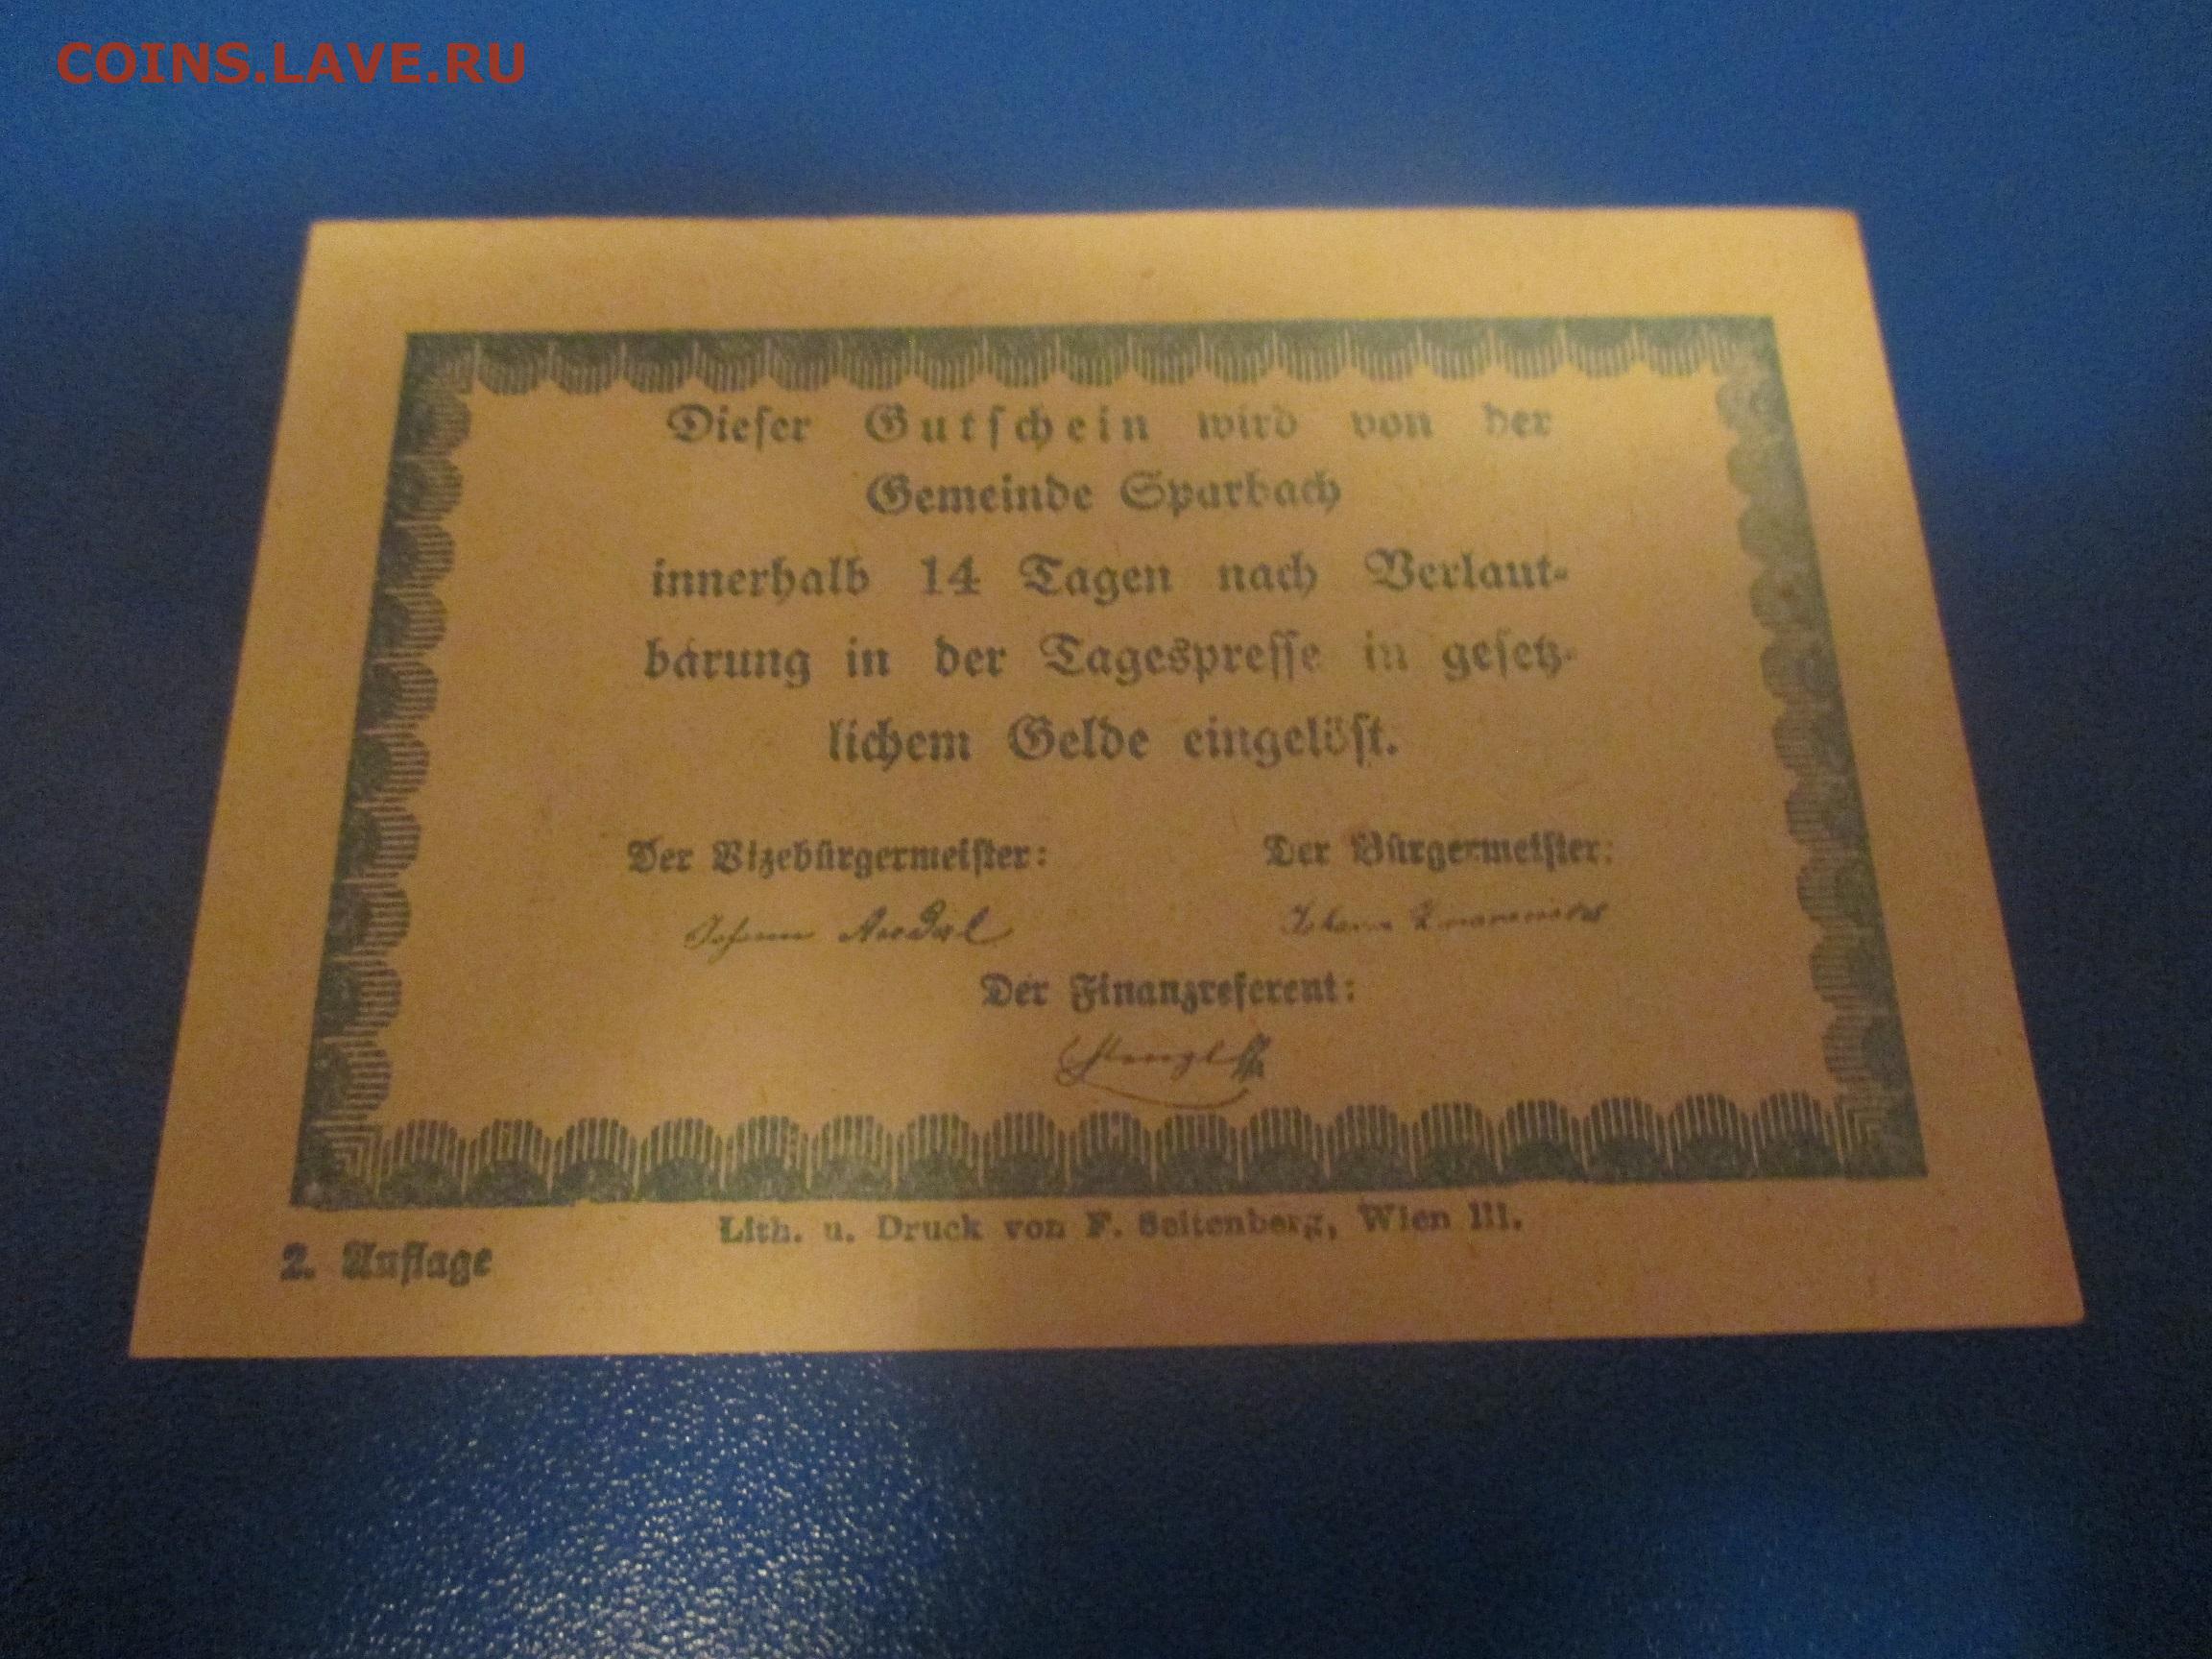 COINS.LAVE.RU
Dieser Gutschein wird von der
Gemeinde Sparbach
innerhalb 14 Tagen nach Verlaut-
barung in der Tagespresse in gesetz-
lichem Gelde eingelöst.
Der Vizebürgermeister: Der Bürgermeister:
Johann Johann
Der Finanzreferent:
Lith. u. Druck von F. Seitenberg, Wien III.
2. Auflage